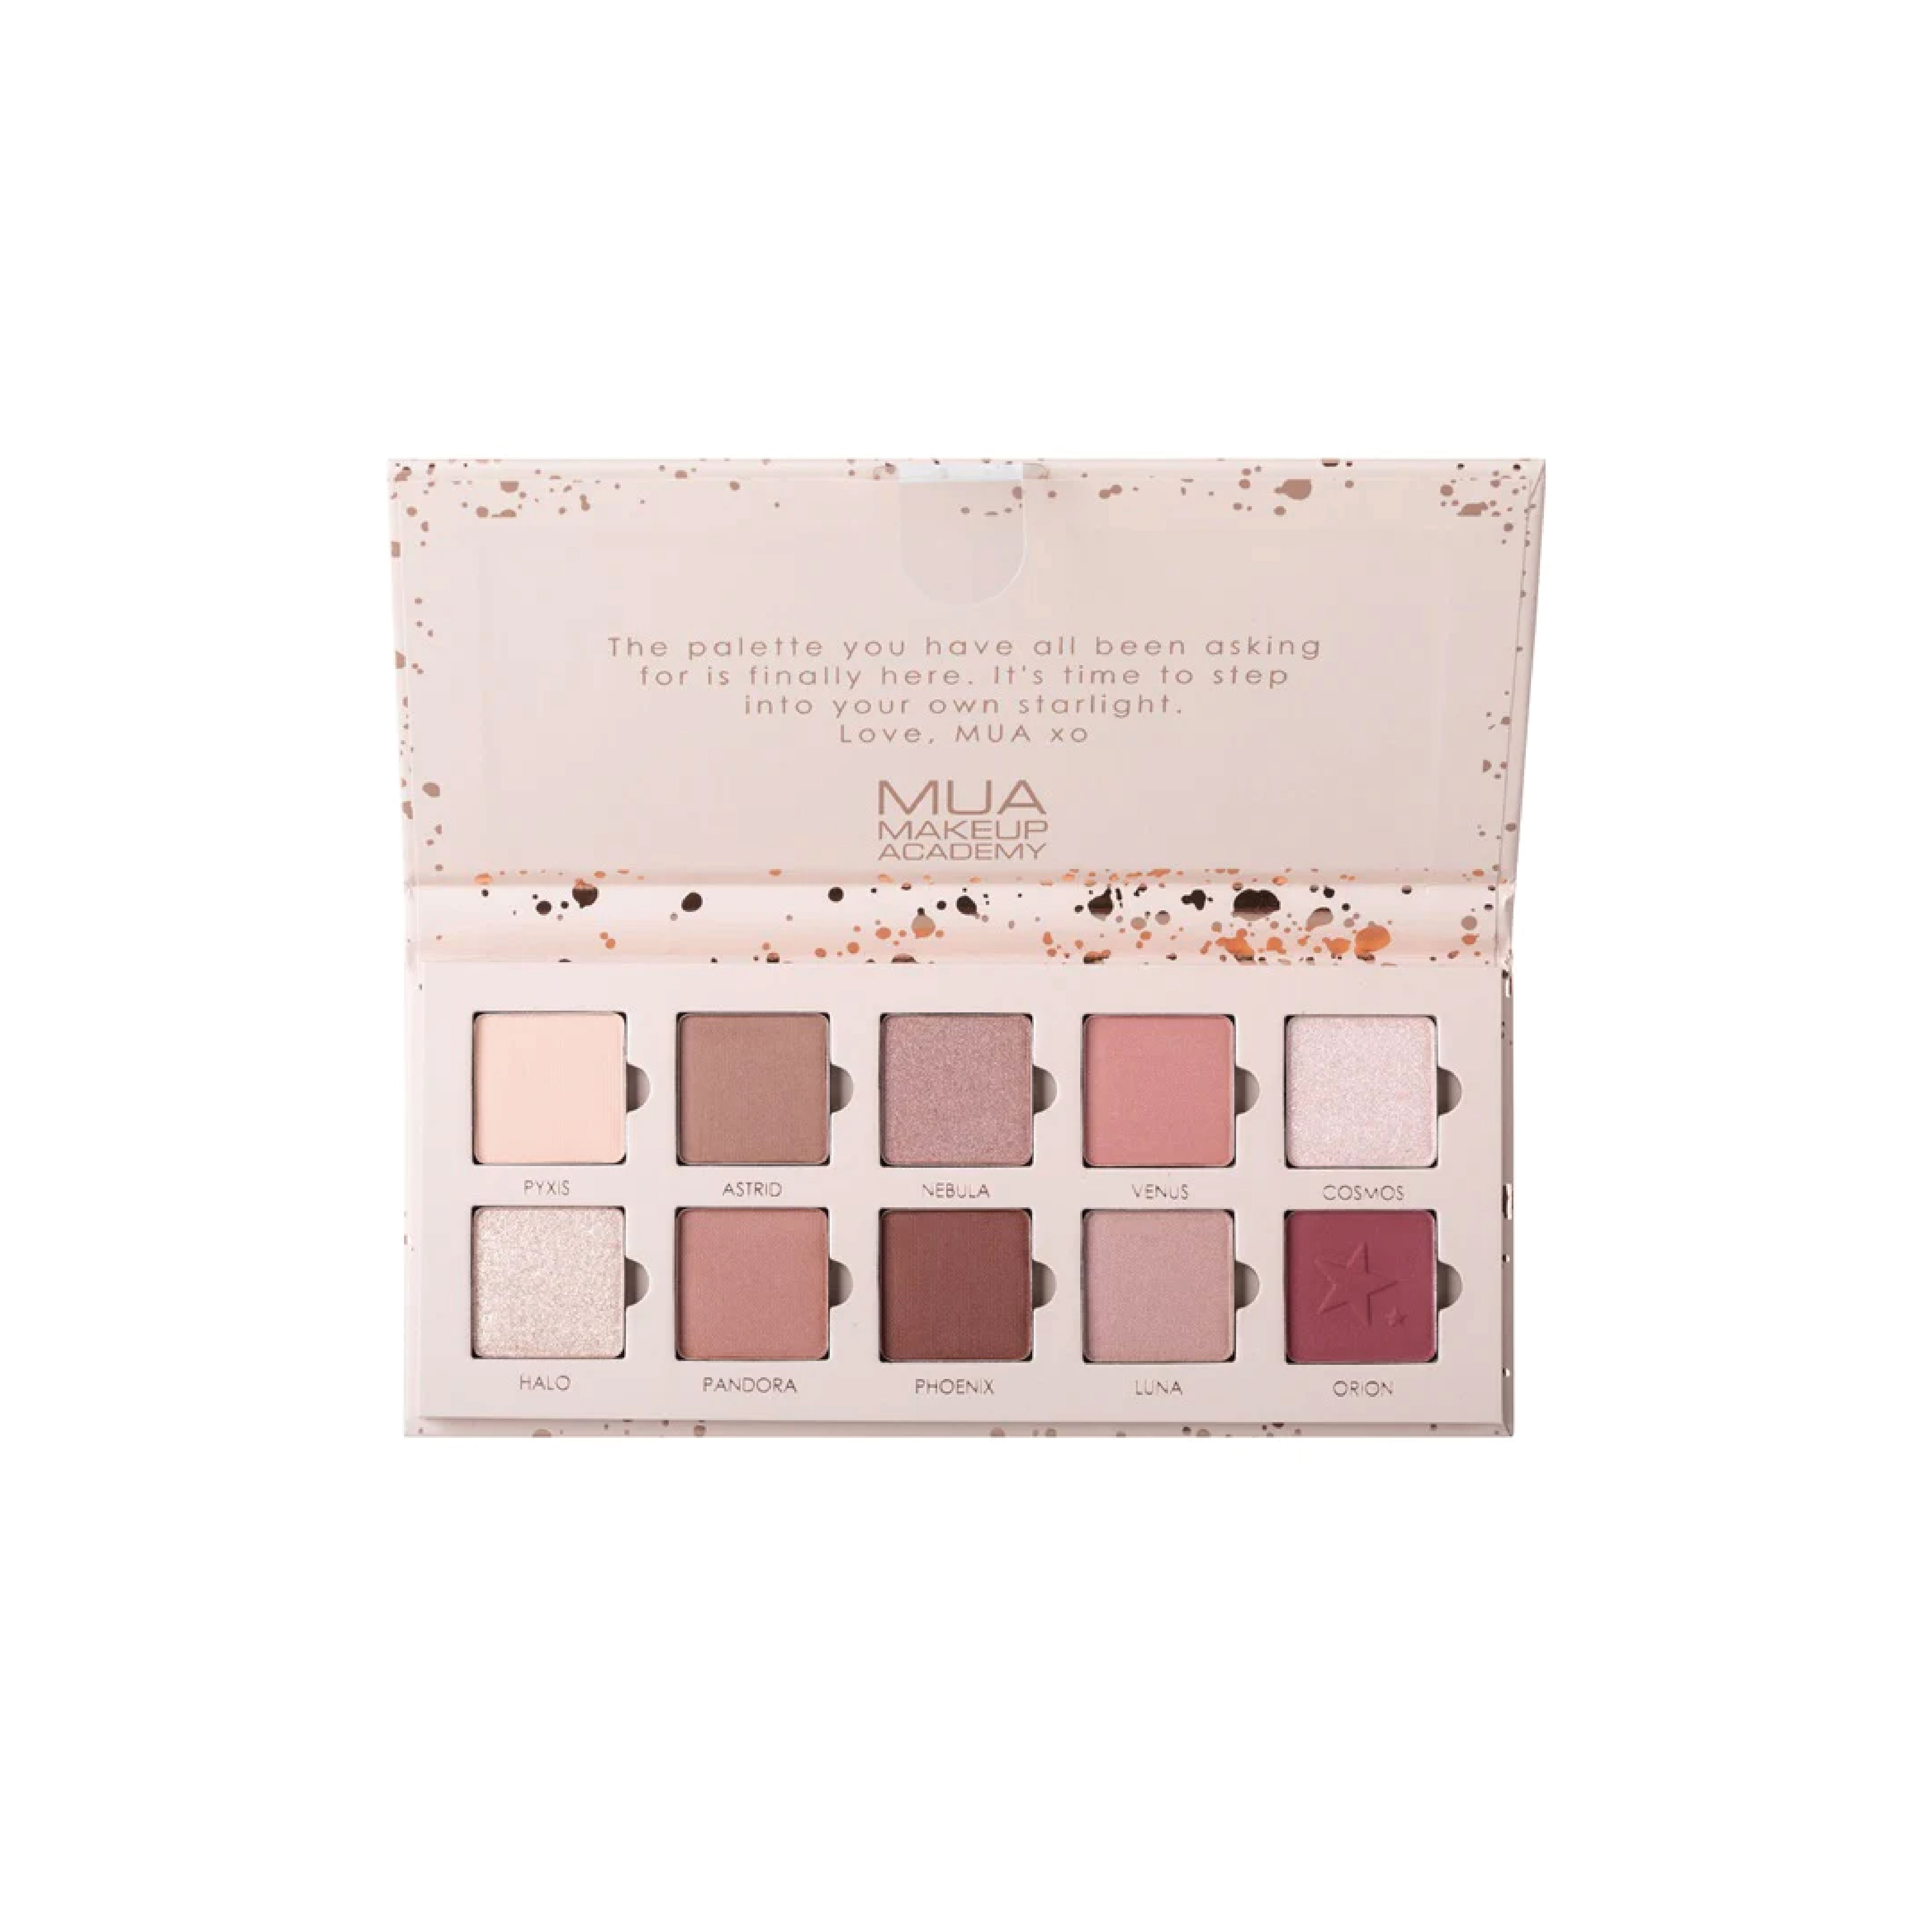 The palette you have all been asking
for is finally here. It's time to step
into your own starlight.
Love, MUA xo
MUA
MAKEUP
ACADEMY
PYXIS
ASTRID
NEBULA
VENUS
COSMOS
HALO
PANDORA
PHOENIX
LUNA
ORION